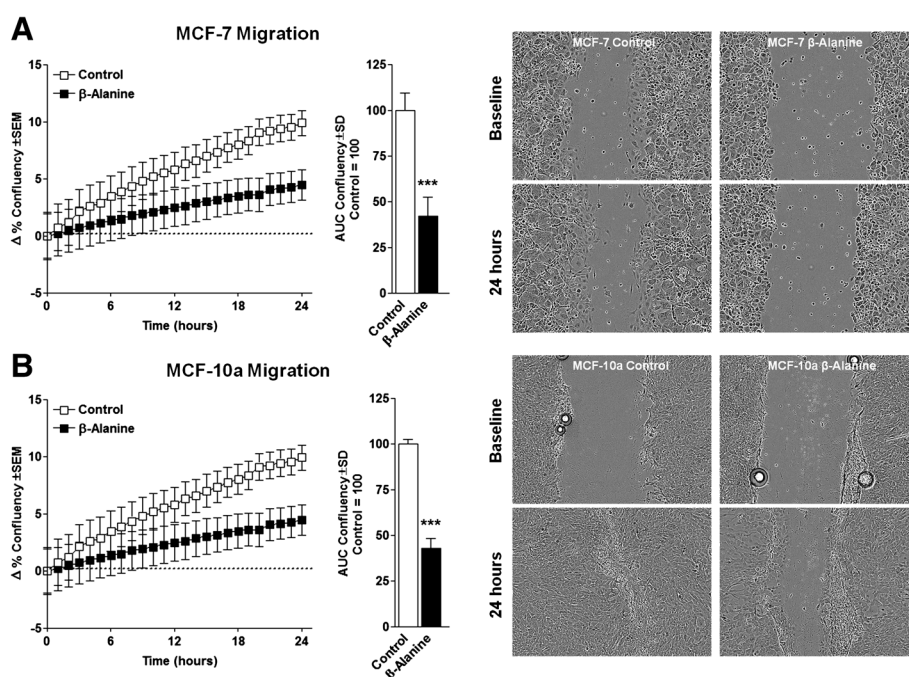 A
MCF-7 Migration
Δ % Confluency ±SEM
15
10
5
0
-5
Control
β-Alanine
0
6
12
18
24
Time (hours)
AUC Confluency±SD
Control = 100
125
100
75
50
25
0
***
Control
β-Alanine
Baseline
24 hours
MCF-7 Control
MCF-7 β-Alanine
B
MCF-10a Migration
Δ % Confluency ±SEM
15
10
5
0
-5
Control
β-Alanine
0
6
12
18
24
Time (hours)
AUC Confluency±SD
Control = 100
125
100
75
50
25
0
***
Control
β-Alanine
Baseline
24 hours
MCF-10a Control
MCF-10a β-Alanine